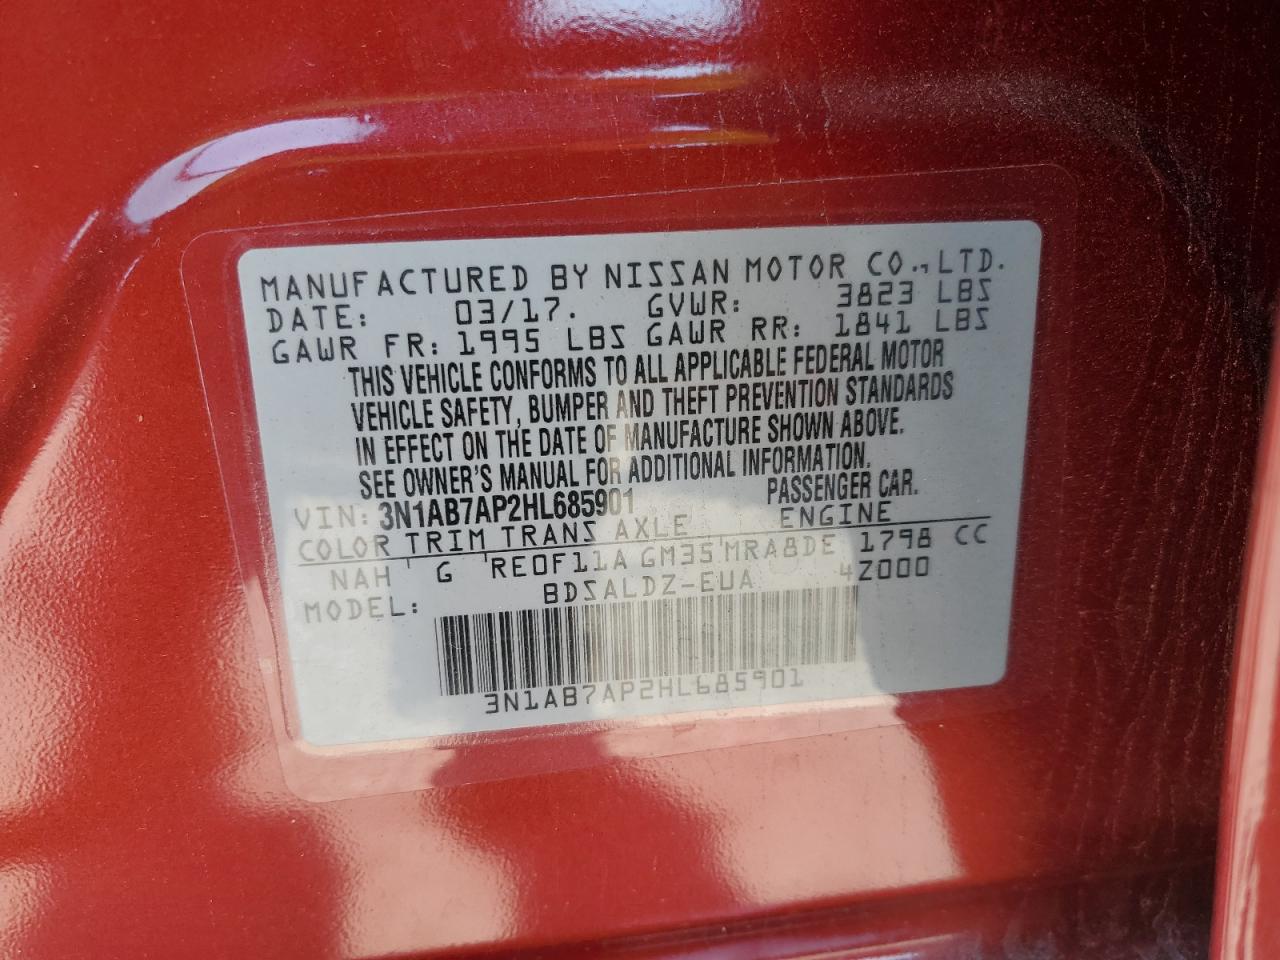 MANUFACTURED BY NISSAN MOTOR CO., LTD.
DATE: 03/17. GVWR: 3823 LBS
GAWR FR: 1995 LBS GAWR RR: 1841 LBS
THIS VEHICLE CONFORMS TO ALL APPLICABLE FEDERAL MOTOR
VEHICLE SAFETY, BUMPER AND THEFT PREVENTION STANDARDS
IN EFFECT ON THE DATE OF MANUFACTURE SHOWN ABOVE.
SEE OWNER'S MANUAL FOR ADDITIONAL INFORMATION.
VIN: 3N1AB7AP2HL685901 PASSENGER CAR.
COLOR TRIM TRANS AXLE ENGINE
NAH ' G ' RE0F11A GM35 ' MRA8DE 1798 CC
MODEL: BDSALDZ-EUA 4Z000
3N1AB7AP2HL685901